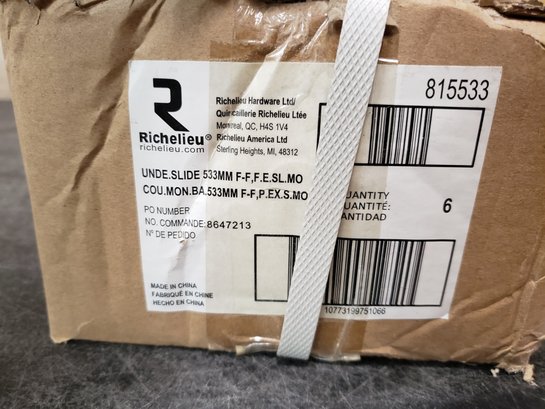 R
Richelieu®
richelieu.com
Richelieu Hardware Ltd/
Quincaillerie Richelieu Ltée
Montreal, QC, H4S 1V4
Richelieu America Ltd
Sterling Heights, MI, 48312
815533
UNDE.SLIDE 533MM F-F,F.E.SL.MO
COU.MON.BA.533MM F-F,P.EX.S.MO
PO NUMBER
NO. COMMANDE:8647213
Nº DE PEDIDO
QUANTITY
QUANTITÉ: 6
CANTIDAD
MADE IN CHINA
FABRIQUÉ EN CHINE
HECHO EN CHINA
10773199751066